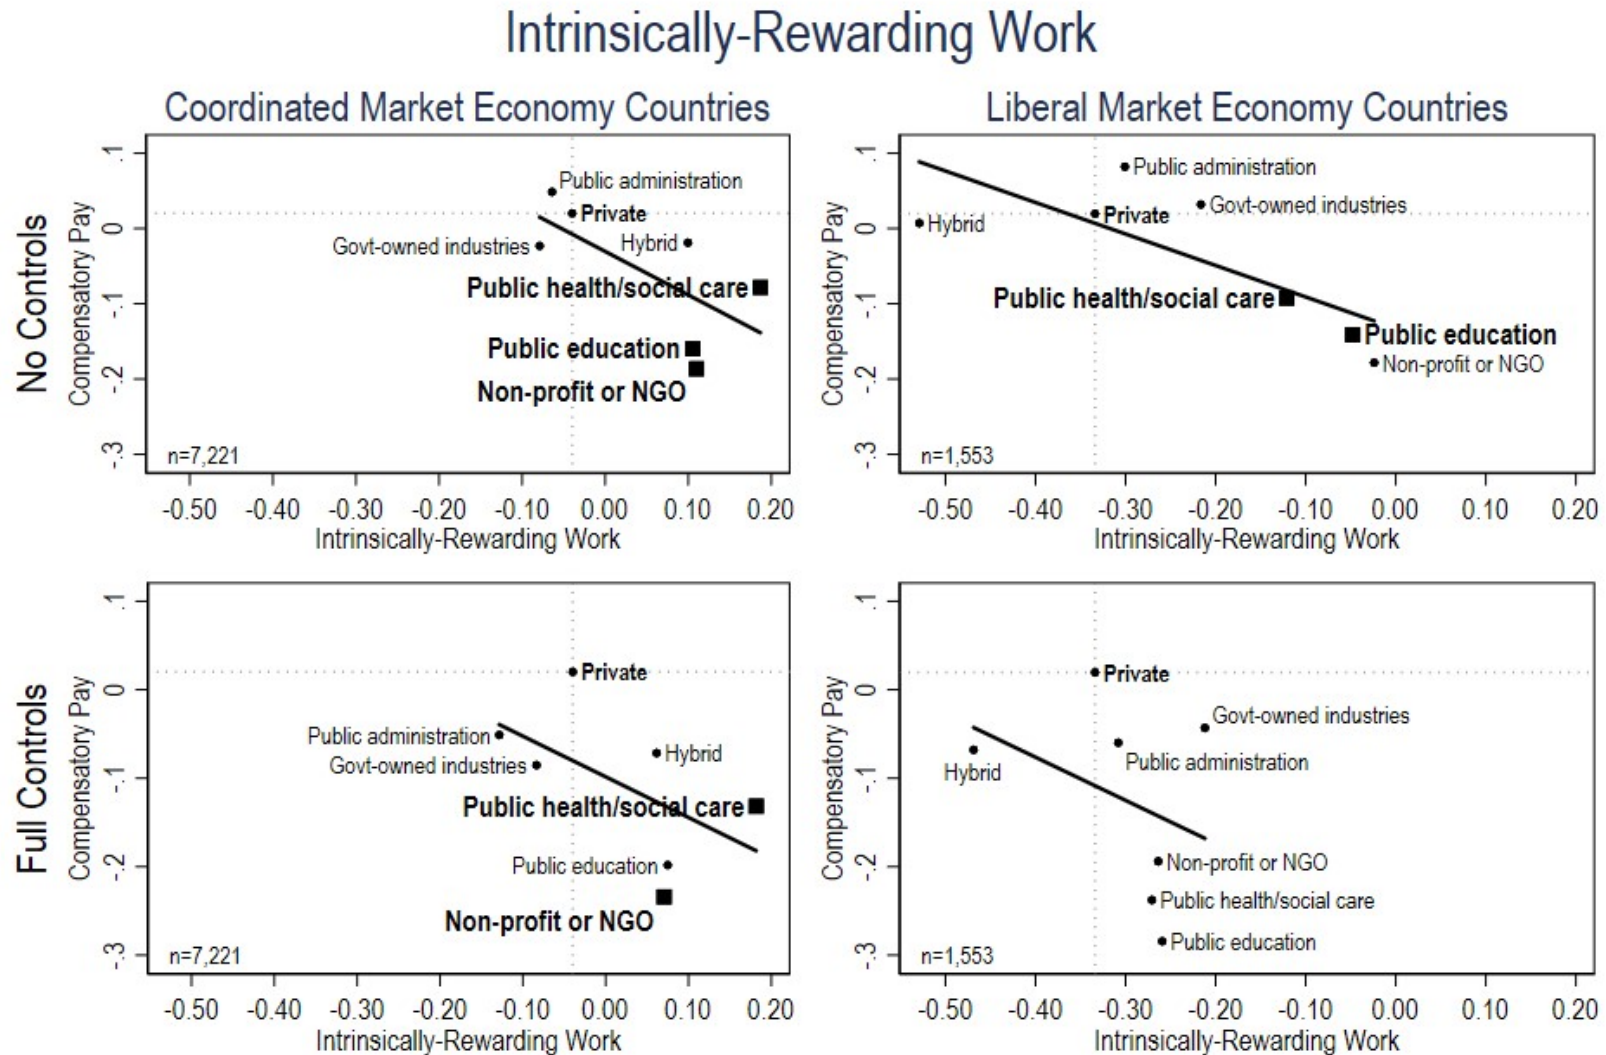 Intrinsically-Rewarding Work
Coordinated Market Economy Countries
Liberal Market Economy Countries
No Controls
Compensatory Pay
.1
0
-.1
-.2
-.3
Public administration
Private
Govt-owned industries
Hybrid
Public health/social care
Public education
Non-profit or NGO
n=7,221
-0.50 -0.40 -0.30 -0.20 -0.10 0.00 0.10 0.20
Intrinsically-Rewarding Work
Compensatory Pay
.1
0
-.1
-.2
-.3
Public administration
Govt-owned industries
Private
Hybrid
Public health/social care
Public education
Non-profit or NGO
n=1,553
-0.50 -0.40 -0.30 -0.20 -0.10 0.00 0.10 0.20
Intrinsically-Rewarding Work
Full Controls
Compensatory Pay
.1
0
-.1
-.2
-.3
Private
Public administration
Hybrid
Govt-owned industries
Public health/social care
Public education
Non-profit or NGO
n=7,221
-0.50 -0.40 -0.30 -0.20 -0.10 0.00 0.10 0.20
Intrinsically-Rewarding Work
Compensatory Pay
.1
0
-.1
-.2
-.3
Private
Govt-owned industries
Public administration
Hybrid
Non-profit or NGO
Public health/social care
Public education
n=1,553
-0.50 -0.40 -0.30 -0.20 -0.10 0.00 0.10 0.20
Intrinsically-Rewarding Work